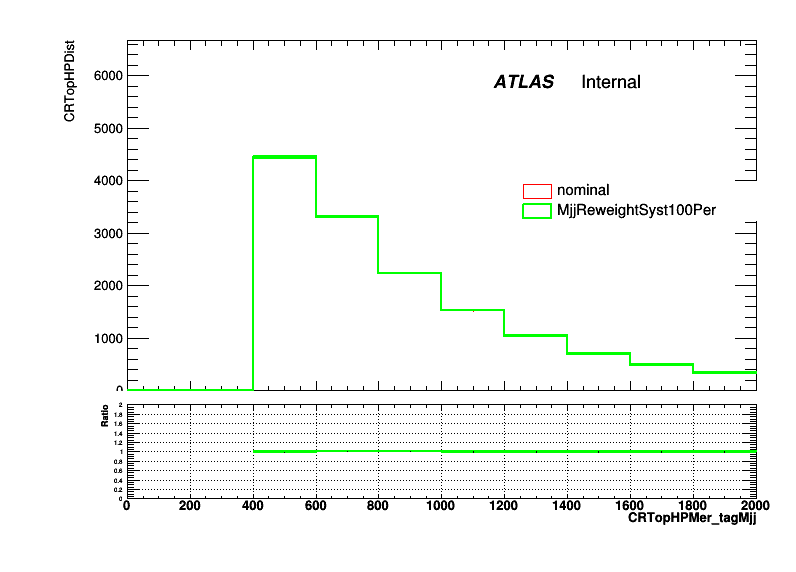 CRTopHPDist
6000
5000
4000
3000
2000
1000
0
ATLAS Internal
nominal
MjjReweightSyst100Per
Ratio
2
1.8
1.6
1.4
1.2
1
0.8
0.6
0.4
0.2
0
0 200 400 600 800 1000 1200 1400 1600 1800 2000
CRTopHPMer_tagMjj